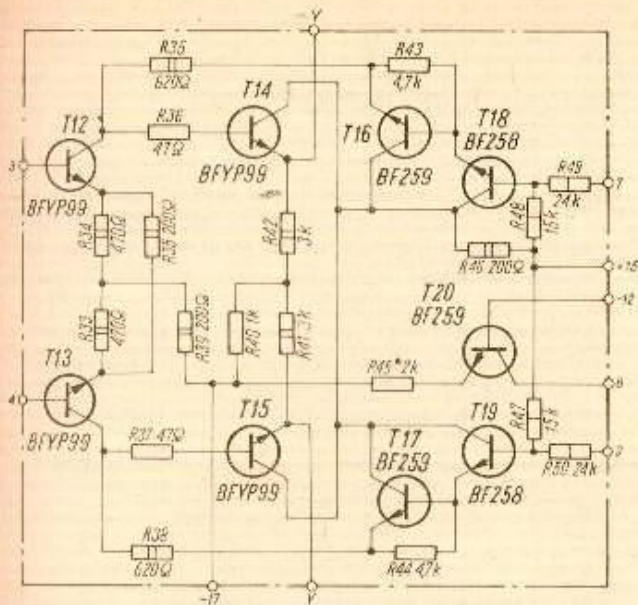 Y
R35
620Ω
R43
4,7k
T12
R36
47Ω
T14
T16
T18
BF258
3
BFYP99
BFYP99
BF259
R49
24k
7
R34
470Ω
R35
200Ω
R42
3k
R48
15k
R46 200Ω
+15
T20
BF259
-12
R33
470Ω
R39 200Ω
R40 1k
R41 3k
T13
R45* 2k
4
BFYP99
R37 47Ω
T15
T17
BF259
T19
R47
15k
BFYP99
BF258
R50 24k
R38
620Ω
R44 4,7k
-17
Y